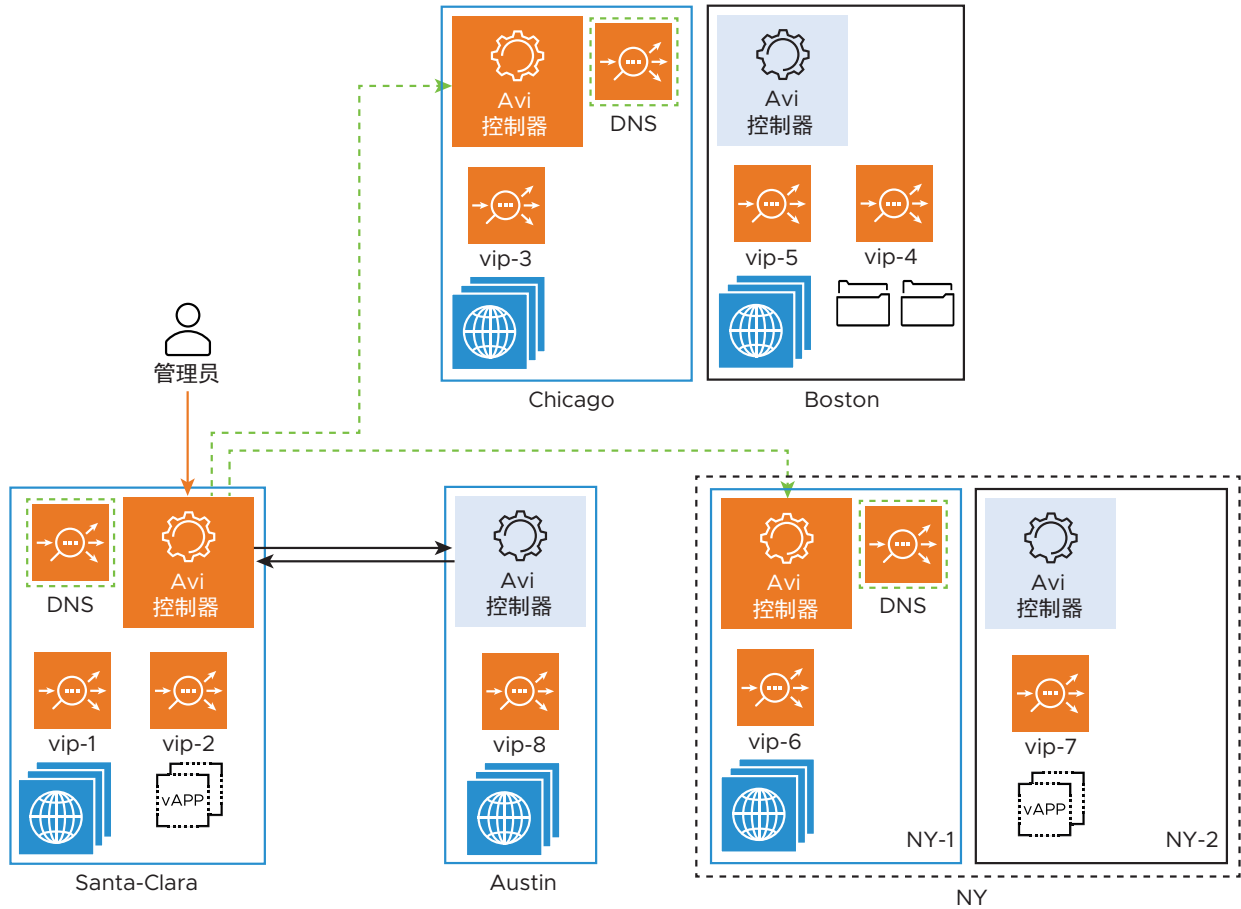 Avi
控制器
DNS
vip-3
Chicago
Avi
控制器
vip-5
vip-4
Boston
管理员
DNS
Avi
控制器
vip-1
vip-2
vAPP
Santa-Clara
Avi
控制器
vip-8
Austin
Avi
控制器
DNS
vip-6
NY-1
Avi
控制器
vip-7
vAPP
NY-2
NY